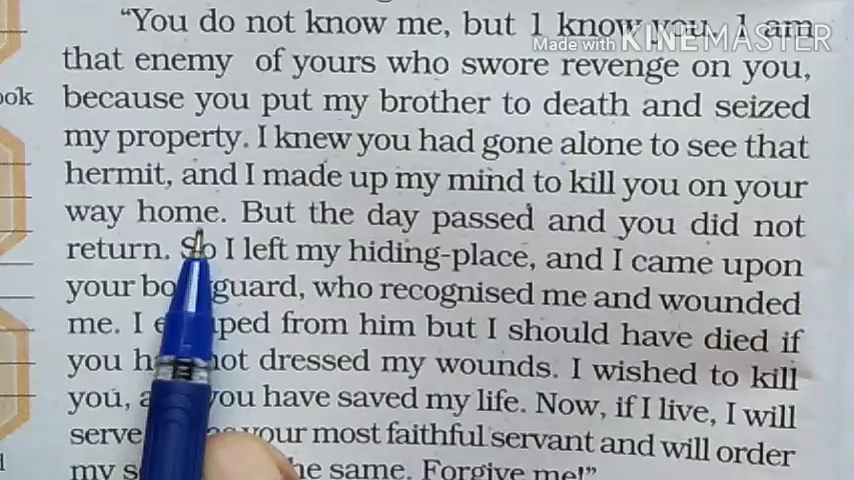 "You do not know me, but I know you. I am
Made with KINEMASTER
that enemy of yours who swore revenge on you,
because you put my brother to death and seized
my property. I knew you had gone alone to see that
hermit, and I made up my mind to kill you on your
way home. But the day passed and you did not
return. So I left my hiding-place, and I came upon
your guard, who recognised me and wounded
me. I from him but I should have died if
you not dressed my wounds. I wished to kill
you, you have saved my life. Now, if I live, I will
serve your most faithful servant and will order
my the same. Forgive me!"
ook